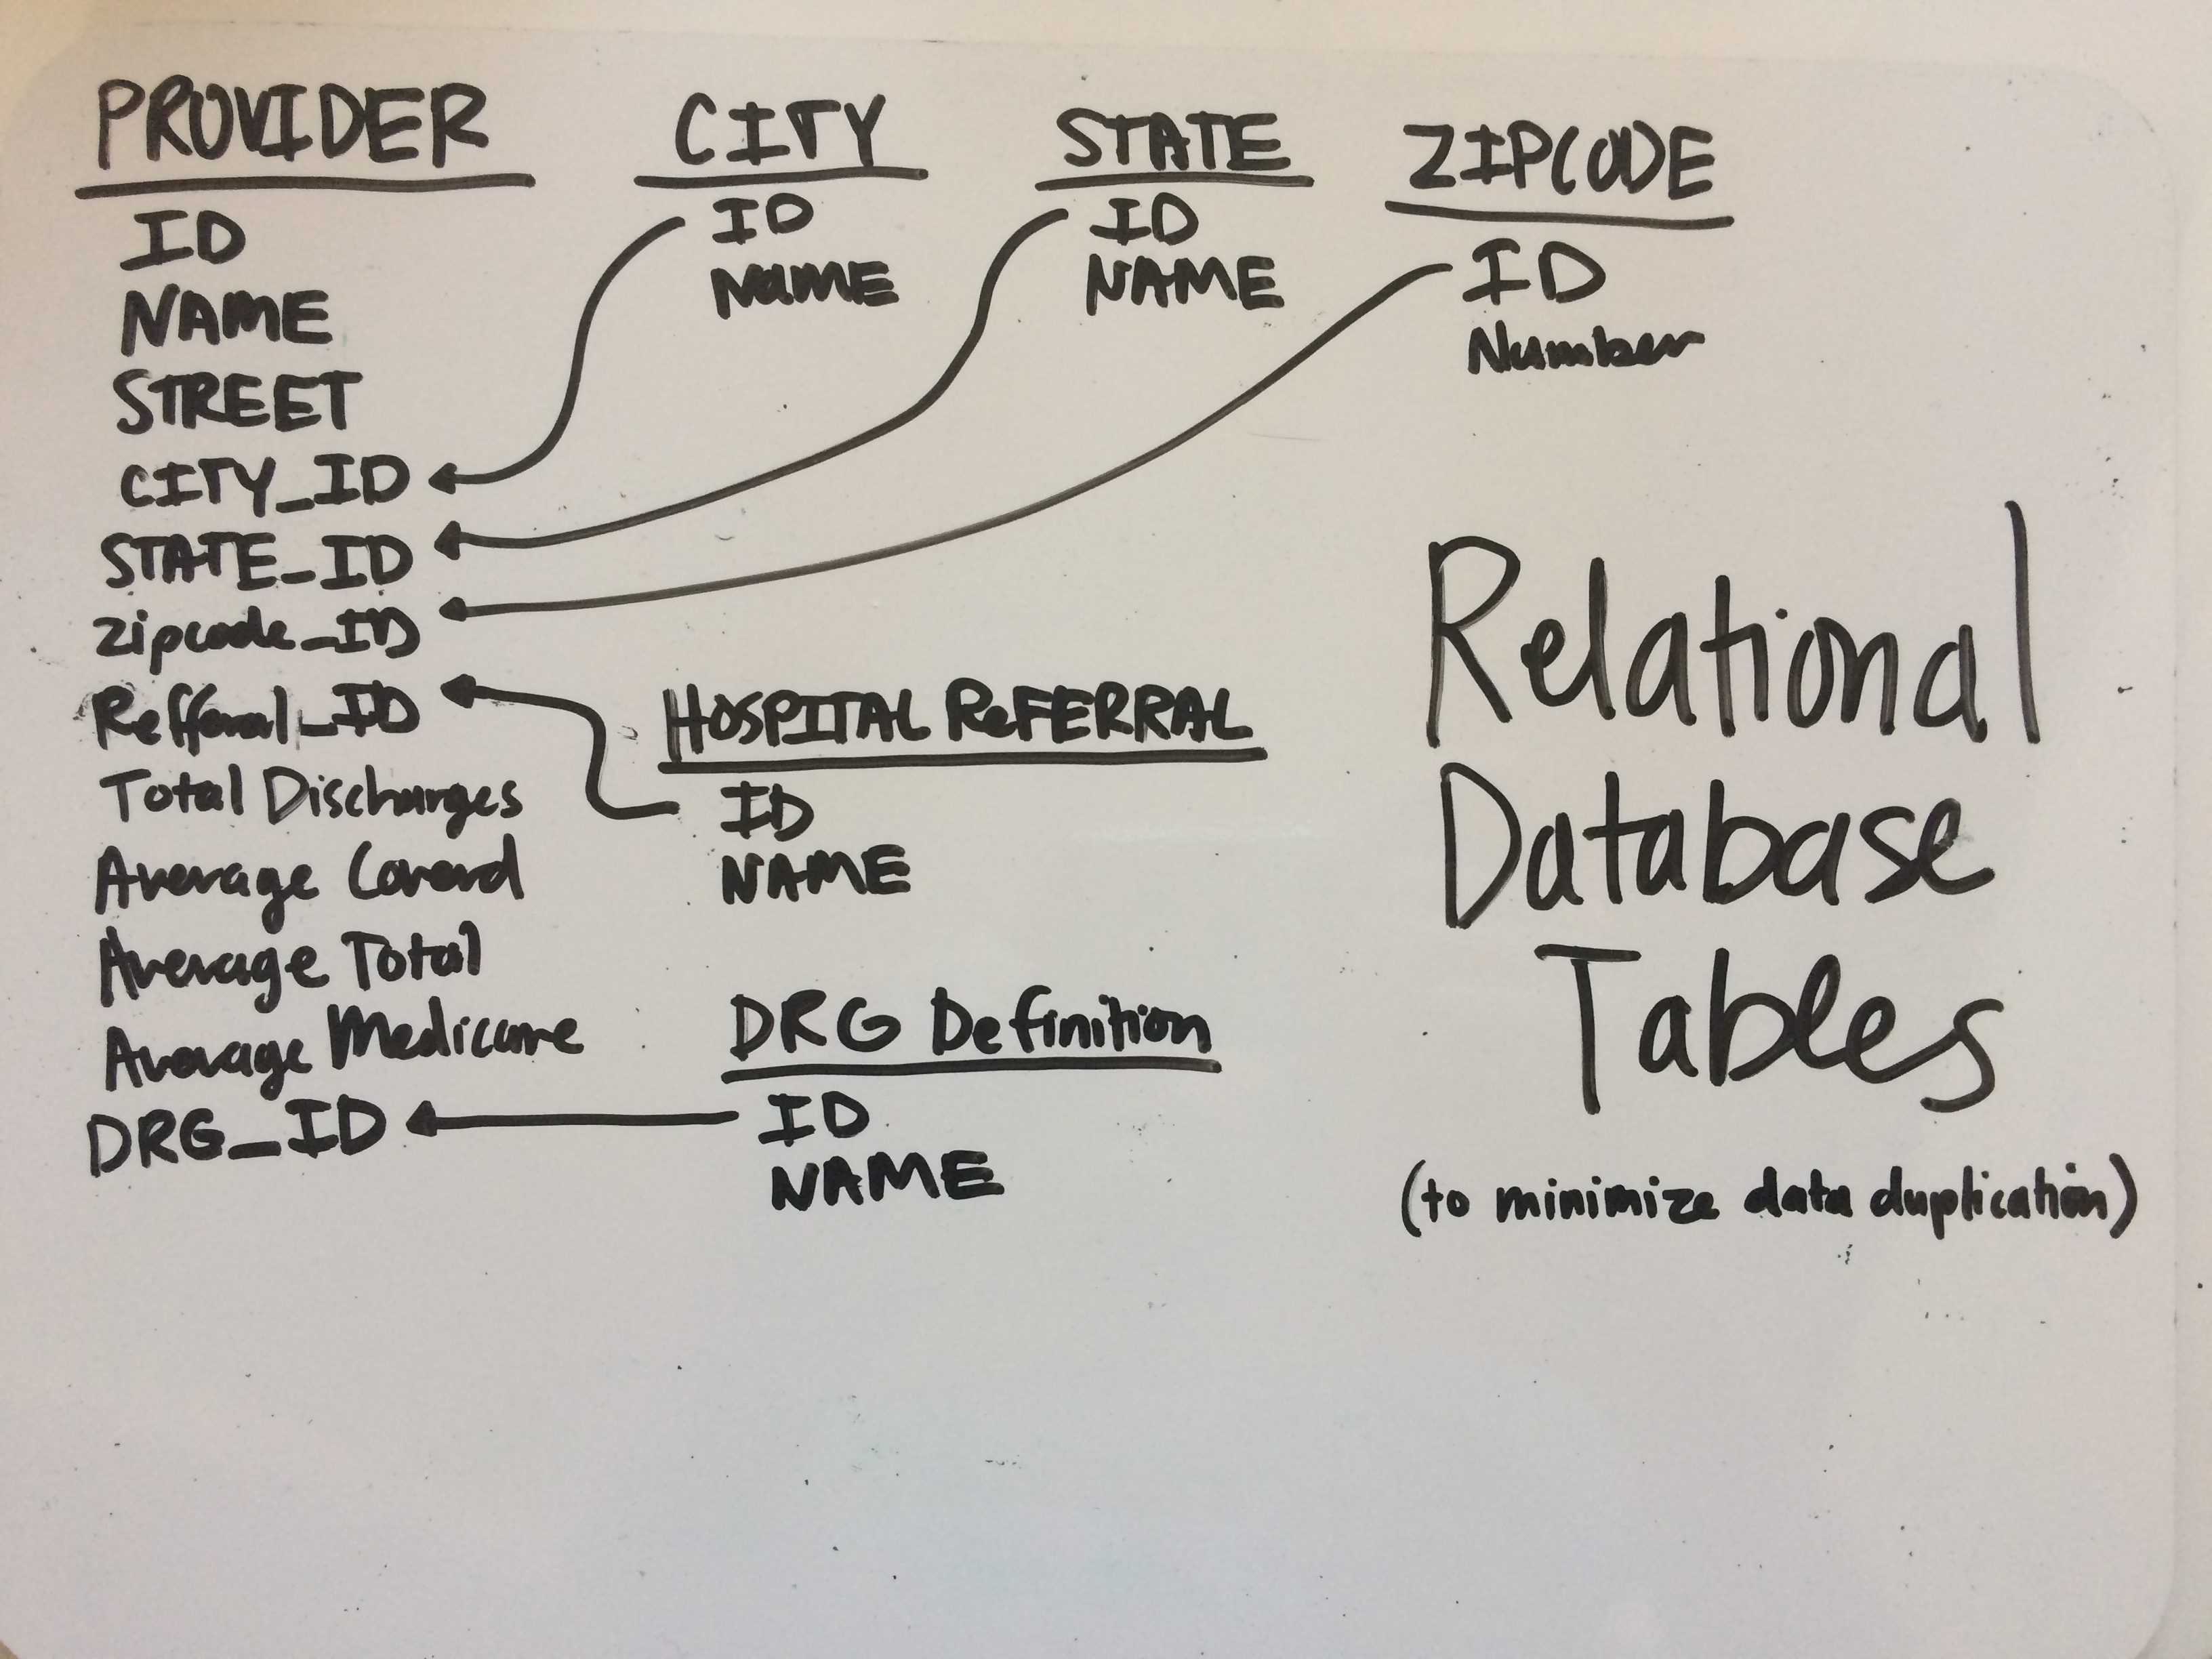 PROVIDER
ID
NAME
STREET
CITY_ID
STATE_ID
Zipcode_ID
Refferal_ID
Total Discharges
Average Covered
Average Total
Average Medicare
DRG_ID
CITY
ID
Name
STATE
ID
NAME
ZIPCODE
ID
Number
HOSPITAL ReFERRAL
ID
NAME
DRG Definition
ID
NAME
Relational
Database
Tables
(to minimize data duplication)